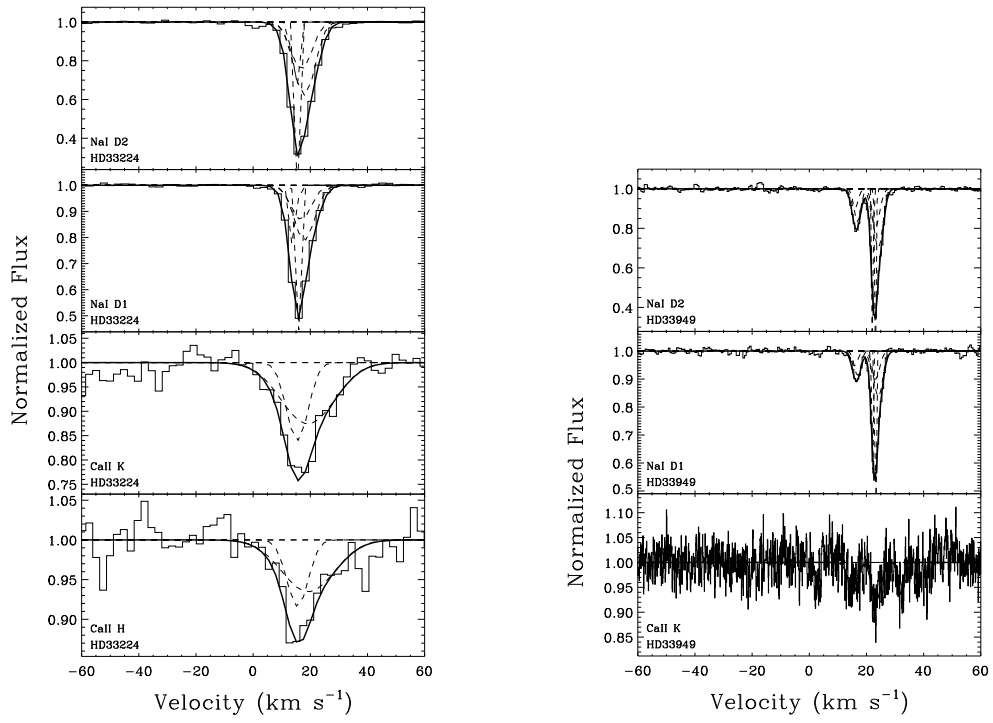 1.0
0.8
0.6
0.4
NaI D2
HD33224
1.0
0.9
0.8
0.7
0.6
0.5
NaI D1
HD33224
1.05
1.00
0.95
0.90
0.85
0.80
0.75
CaII K
HD33224
1.05
1.00
0.95
0.90
CaII H
HD33224
−60 −40 −20 0 20 40 60
Velocity (km s⁻¹)
Normalized Flux
1.0
0.8
0.6
0.4
NaI D2
HD33949
1.0
0.9
0.8
0.7
0.6
0.5
NaI D1
HD33949
1.10
1.05
1.00
0.95
0.90
0.85
CaII K
HD33949
−60 −40 −20 0 20 40 60
Velocity (km s⁻¹)
Normalized Flux